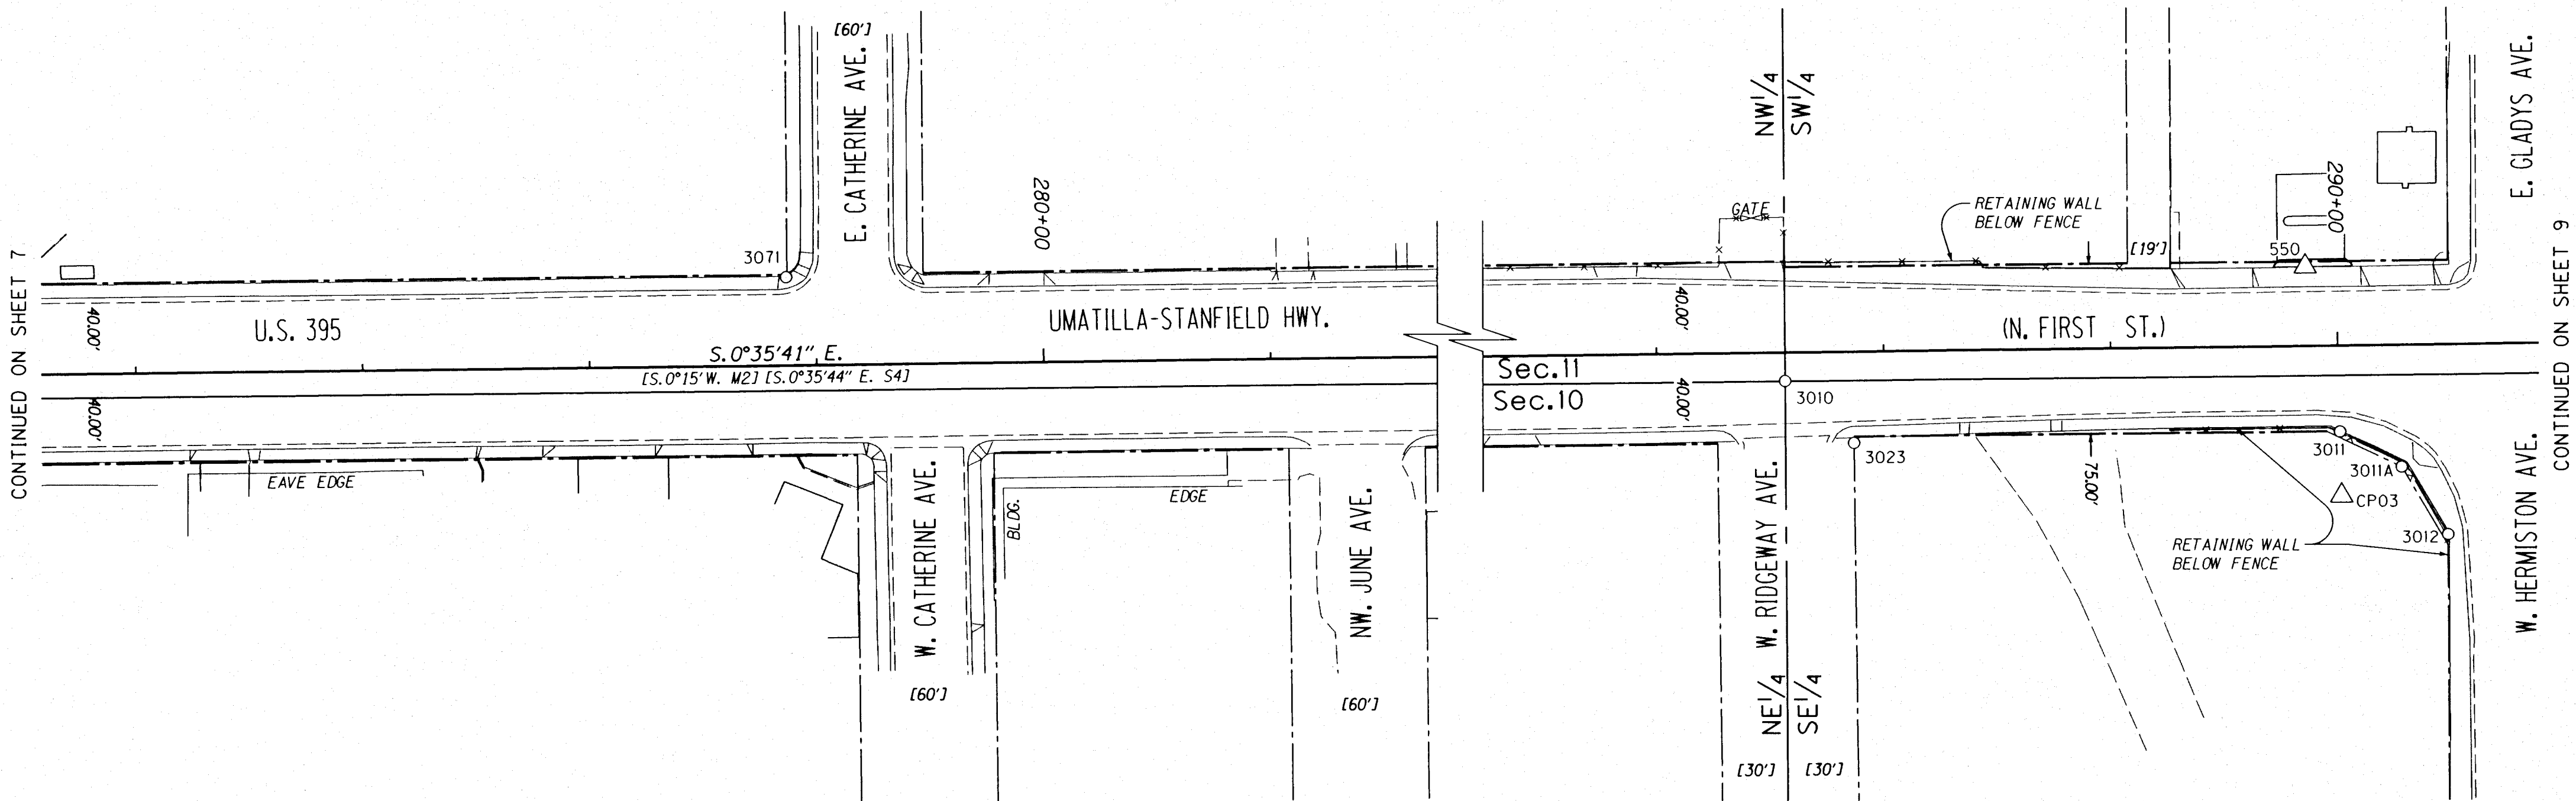 CONTINUED ON SHEET 7
[60']
E. CATHERINE AVE.
3071
280+00
40.00'
U.S. 395
UMATILLA-STANFIELD HWY.
S.0°35'41" E.
[S.0°15'W. M2] [S.0°35'44" E. S4]
40.00'
EAVE EDGE
W. CATHERINE AVE.
[60']
BLDG.
EDGE
NW. JUNE AVE.
[60']
NW1/4
SW1/4
GATE
RETAINING WALL
BELOW FENCE
[19']
550
290+00
E. GLADYS AVE.
40.00'
(N. FIRST ST.)
Sec.11
Sec.10
40.00'
3010
3023
W. RIDGEWAY AVE.
NE1/4
SE1/4
[30']
[30']
75.00'
3011
3011A
CP03
3012
RETAINING WALL
BELOW FENCE
W. HERMISTON AVE.
CONTINUED ON SHEET 9